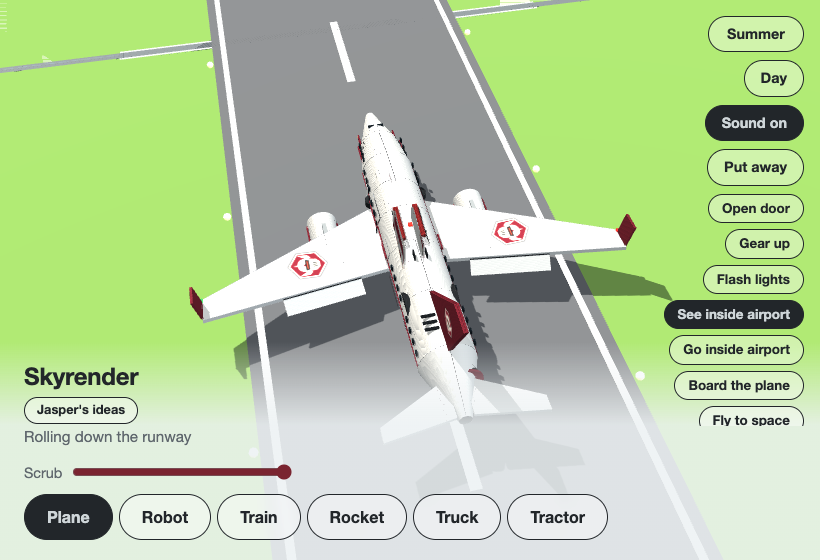 Summer
Day
Sound on
Put away
Open door
Gear up
Flash lights
See inside airport
Go inside airport
Board the plane
Fly to space
Skyrender
Jasper's ideas
Rolling down the runway
Scrub
Plane
Robot
Train
Rocket
Truck
Tractor